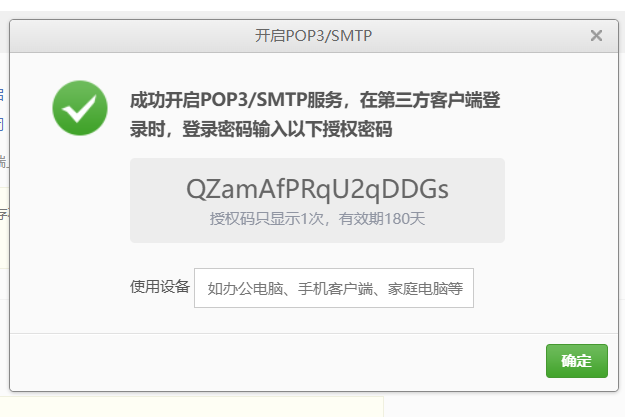 开启POP3/SMTP
成功开启POP3/SMTP服务，在第三方客户端登
录时，登录密码输入以下授权密码
QZamAfPRqU2qDDGs
授权码只显示1次，有效期180天
使用设备 如办公电脑、手机客户端、家庭电脑等
确定